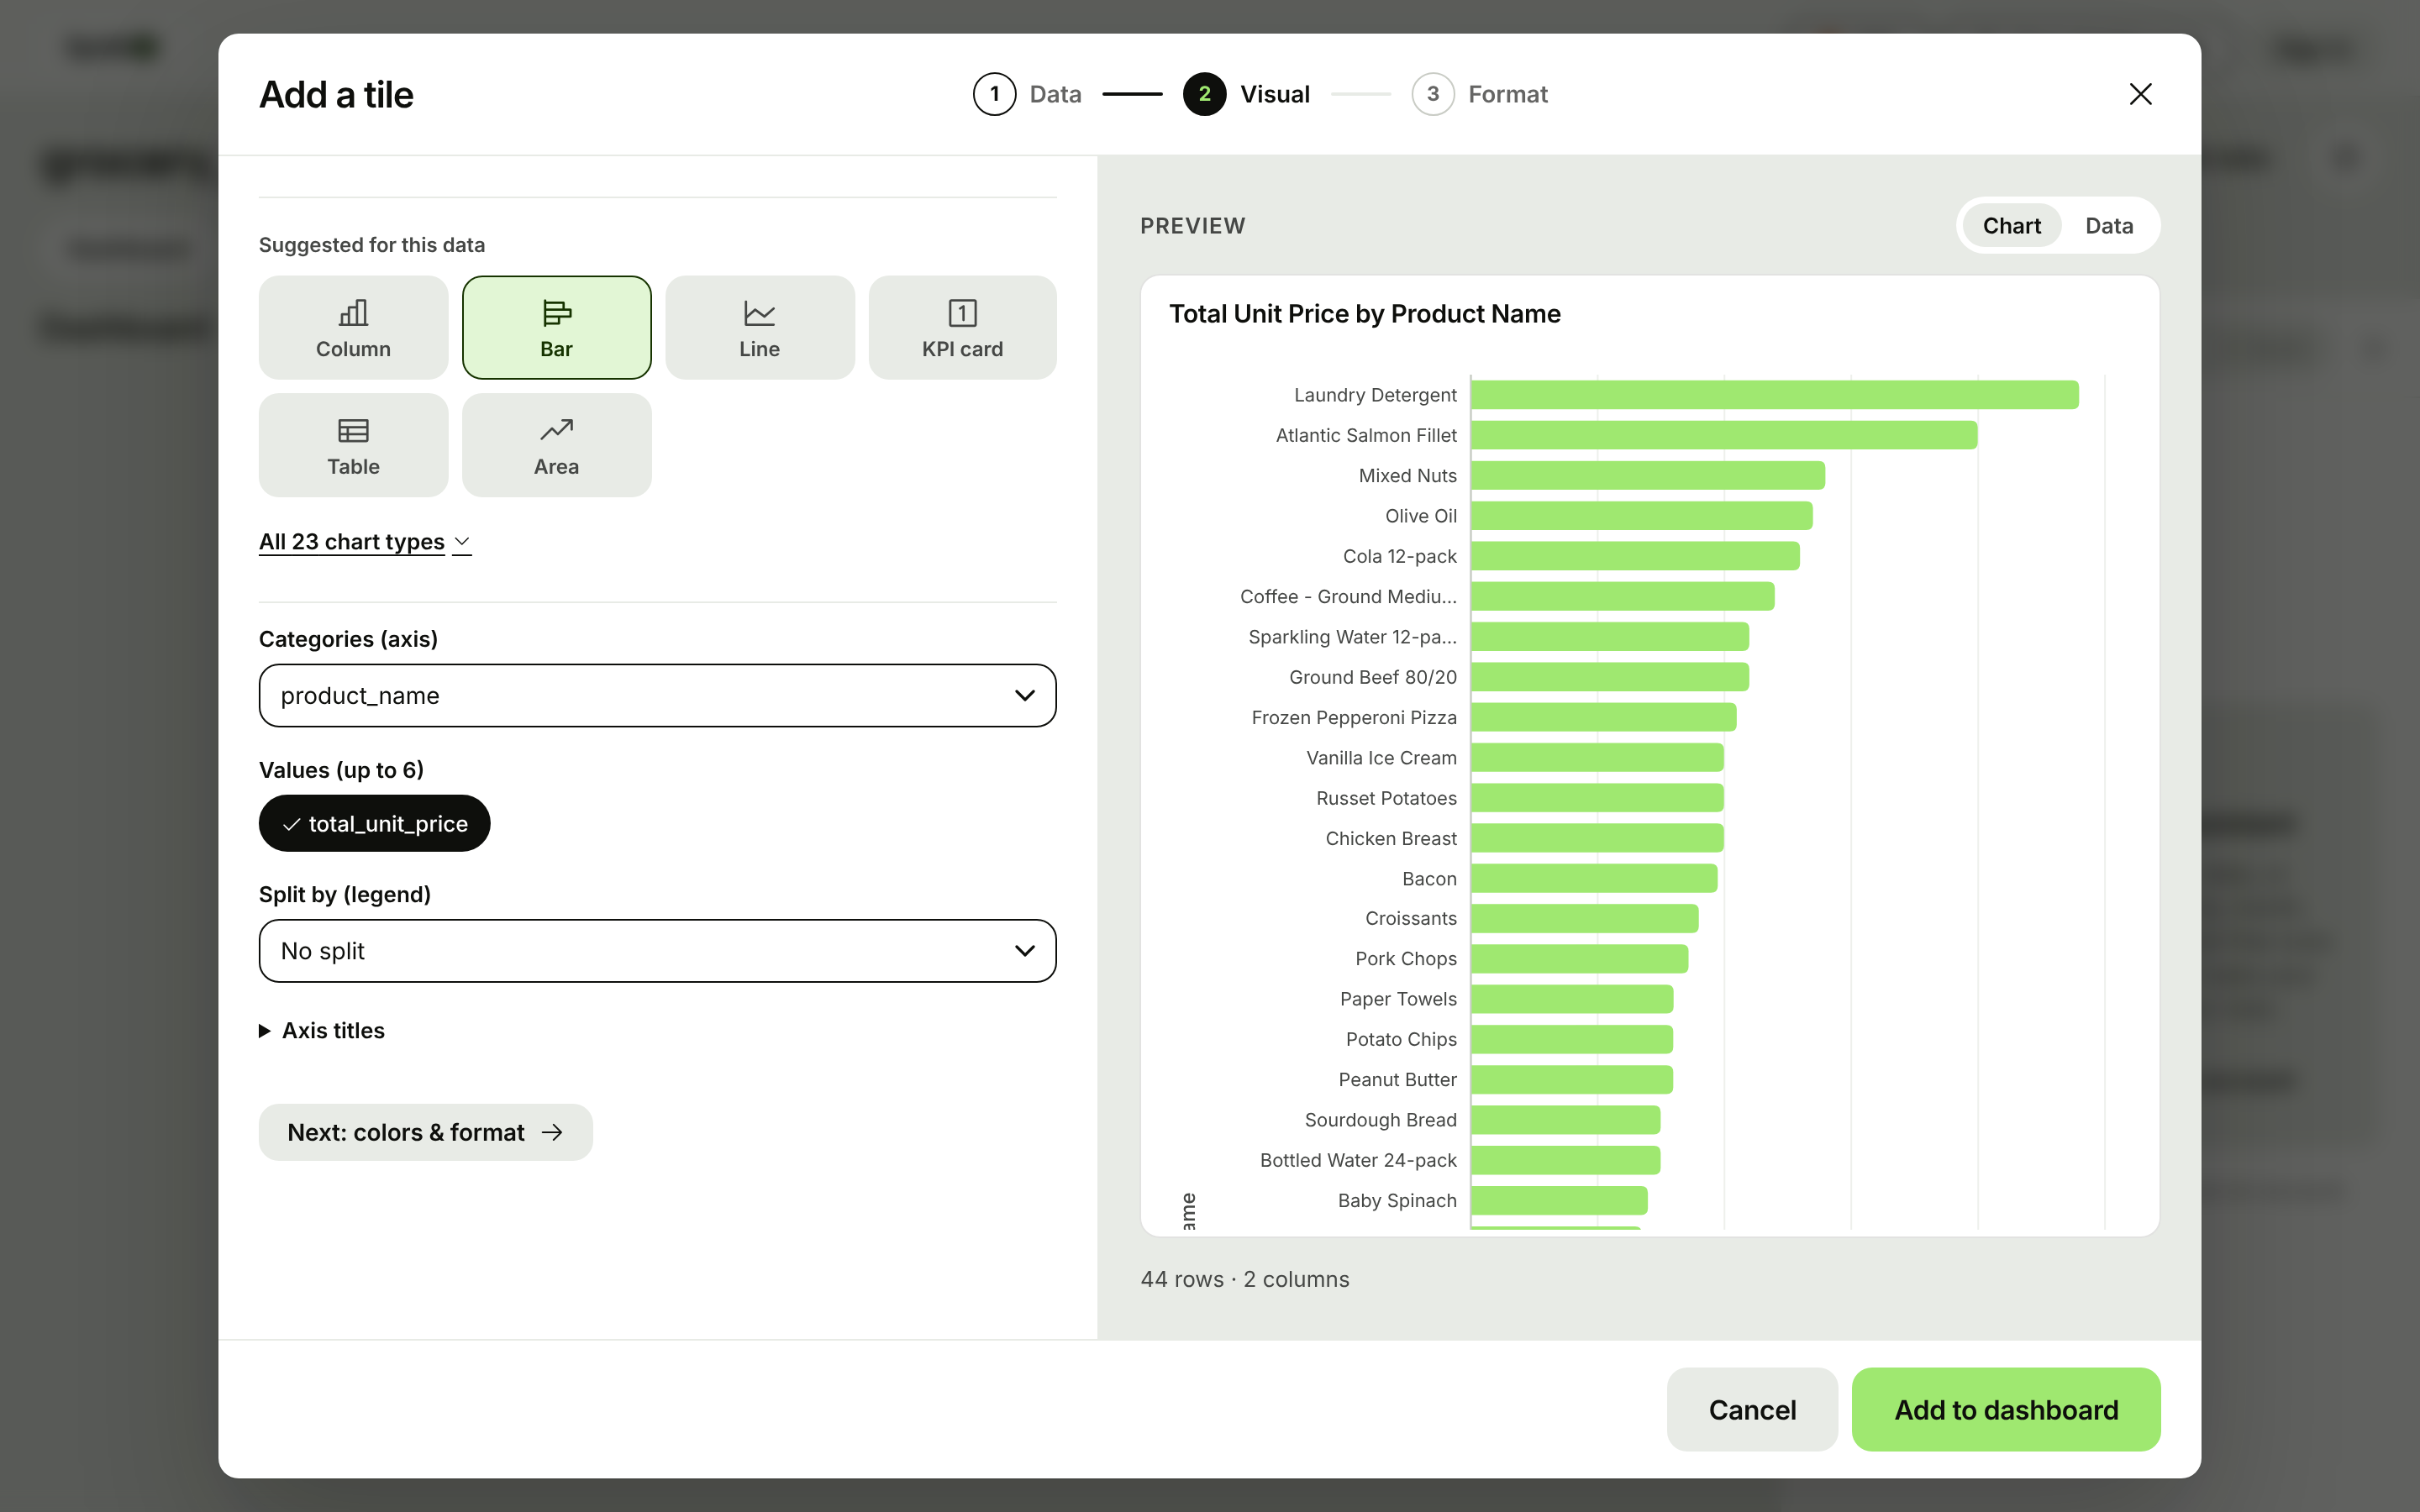 Add a tile
1 Data
2 Visual
3 Format
Suggested for this data
Column
Bar
Line
1
KPI card
Table
Area
All 23 chart types
Categories (axis)
product_name
Values (up to 6)
total_unit_price
Split by (legend)
No split
Axis titles
Next: colors & format
PREVIEW
Chart
Data
Total Unit Price by Product Name
Laundry Detergent
Atlantic Salmon Fillet
Mixed Nuts
Olive Oil
Cola 12-pack
Coffee - Ground Mediu...
Sparkling Water 12-pa...
Ground Beef 80/20
Frozen Pepperoni Pizza
Vanilla Ice Cream
Russet Potatoes
Chicken Breast
Bacon
Croissants
Pork Chops
Paper Towels
Potato Chips
Peanut Butter
Sourdough Bread
Bottled Water 24-pack
Baby Spinach
ame
44 rows · 2 columns
Cancel
Add to dashboard